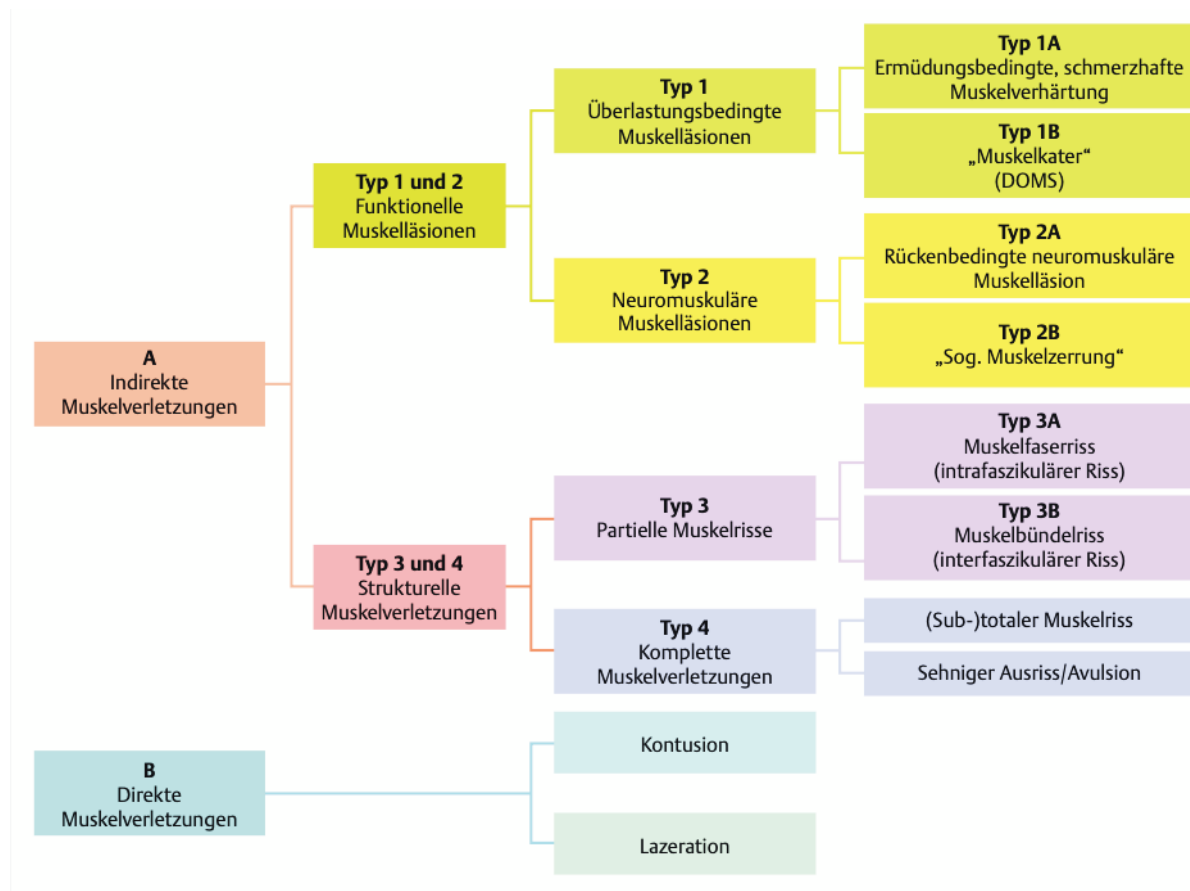 A
Indirekte
Muskelverletzungen
Typ 1 und 2
Funktionelle
Muskelläsionen
Typ 1
Überlastungsbedingte
Muskelläsionen
Typ 1A
Ermüdungsbedingte, schmerzhafte
Muskelverhärtung
Typ 1B
„Muskelkater“
(DOMS)
Typ 2
Neuromuskuläre
Muskelläsionen
Typ 2A
Rückenbedingte neuromuskuläre
Muskelläsion
Typ 2B
„Sog. Muskelzerrung“
Typ 3 und 4
Strukturelle
Muskelverletzungen
Typ 3
Partielle Muskelrisse
Typ 3A
Muskelfaserriss
(intrafaszikulärer Riss)
Typ 3B
Muskelbündelriss
(interfaszikulärer Riss)
Typ 4
Komplette
Muskelverletzungen
(Sub-)totaler Muskelriss
Sehniger Ausriss/Avulsion
B
Direkte
Muskelverletzungen
Kontusion
Lazeration